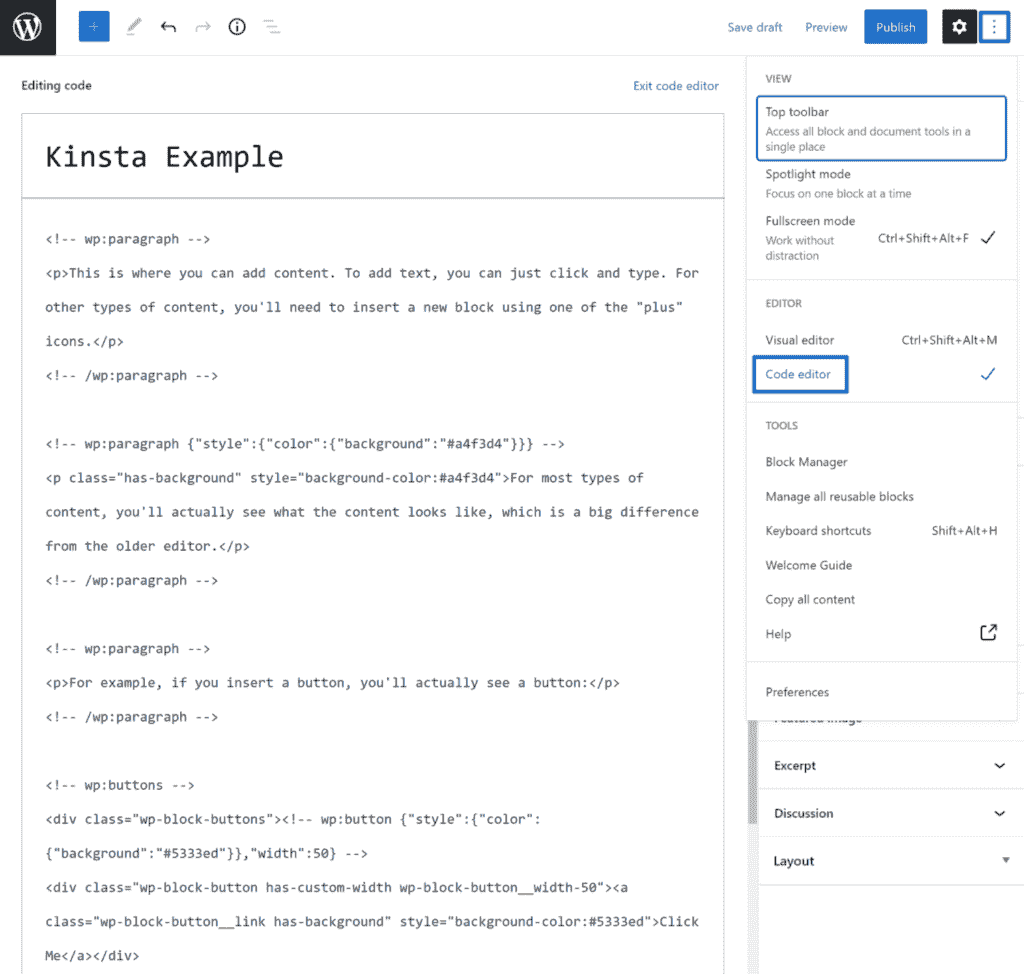 Save draft
Preview
Publish
Editing code
Exit code editor
Kinsta Example
<!-- wp:paragraph -->
<p>This is where you can add content. To add text, you can just click and type. For
other types of content, you'll need to insert a new block using one of the "plus"
icons.</p>
<!-- /wp:paragraph -->
<!-- wp:paragraph {"style":{"color":{"background":"#a4f3d4"}}} -->
<p class="has-background" style="background-color:#a4f3d4">For most types of
content, you'll actually see what the content looks like, which is a big difference
from the older editor.</p>
<!-- /wp:paragraph -->
<!-- wp:paragraph -->
<p>For example, if you insert a button, you'll actually see a button:</p>
<!-- /wp:paragraph -->
<!-- wp:buttons -->
<div class="wp-block-buttons"><!-- wp:button {"style":{"color":
{"background":"#5333ed"}},"width":50} -->
<div class="wp-block-button has-custom-width wp-block-button__width-50"><a
class="wp-block-button__link has-background" style="background-color:#5333ed">Click
Me</a></div>
VIEW
Top toolbar
Access all block and document tools in a
single place
Spotlight mode
Focus on one block at a time
Fullscreen mode
Work without
distraction
Ctrl+Shift+Alt+F
EDITOR
Visual editor
Ctrl+Shift+Alt+M
Code editor
TOOLS
Block Manager
Manage all reusable blocks
Keyboard shortcuts
Shift+Alt+H
Welcome Guide
Copy all content
Help
Preferences
Featured image
Excerpt
Discussion
Layout